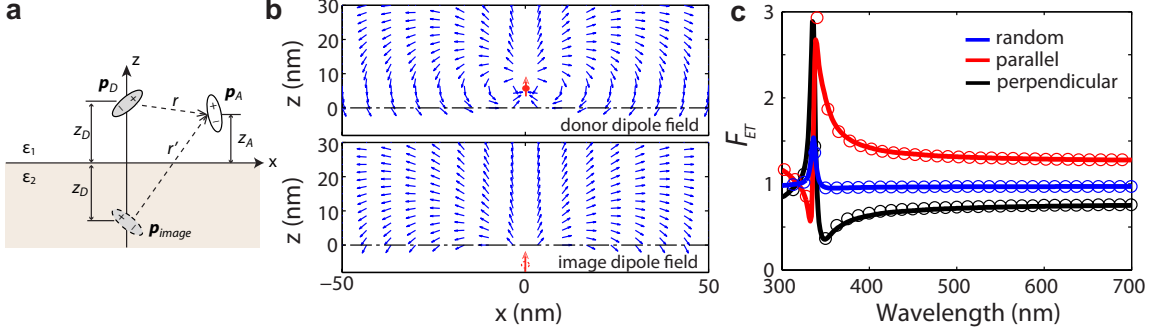 a
z
p_D
r
p_A
z_D
r'
z_A
ε₁
x
ε₂
z_D
p_image
b
30
20
z (nm)
10
0
donor dipole field
30
20
z (nm)
10
0
image dipole field
−50
0
50
x (nm)
c
3
random
parallel
perpendicular
2
F_ET
1
0
300
400
500
600
700
Wavelength (nm)